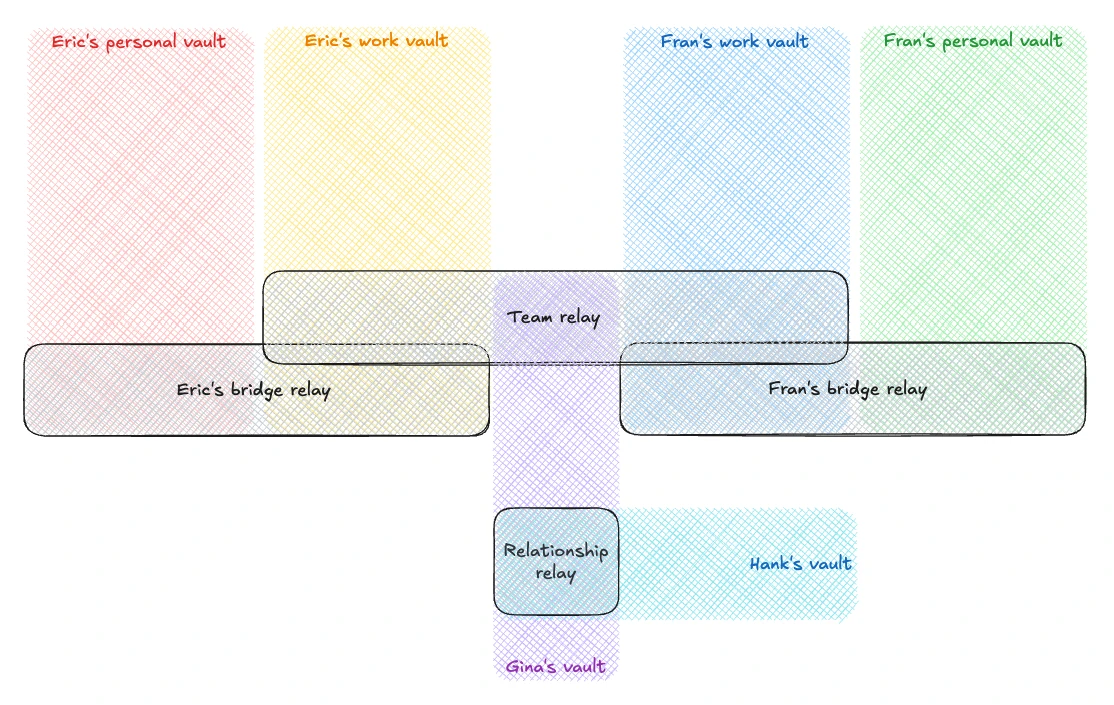 Eric's personal vault
Eric's work vault
Fran's work vault
Fran's personal vault
Team relay
Eric's bridge relay
Fran's bridge relay
Relationship
relay
Hank's vault
Gina's vault